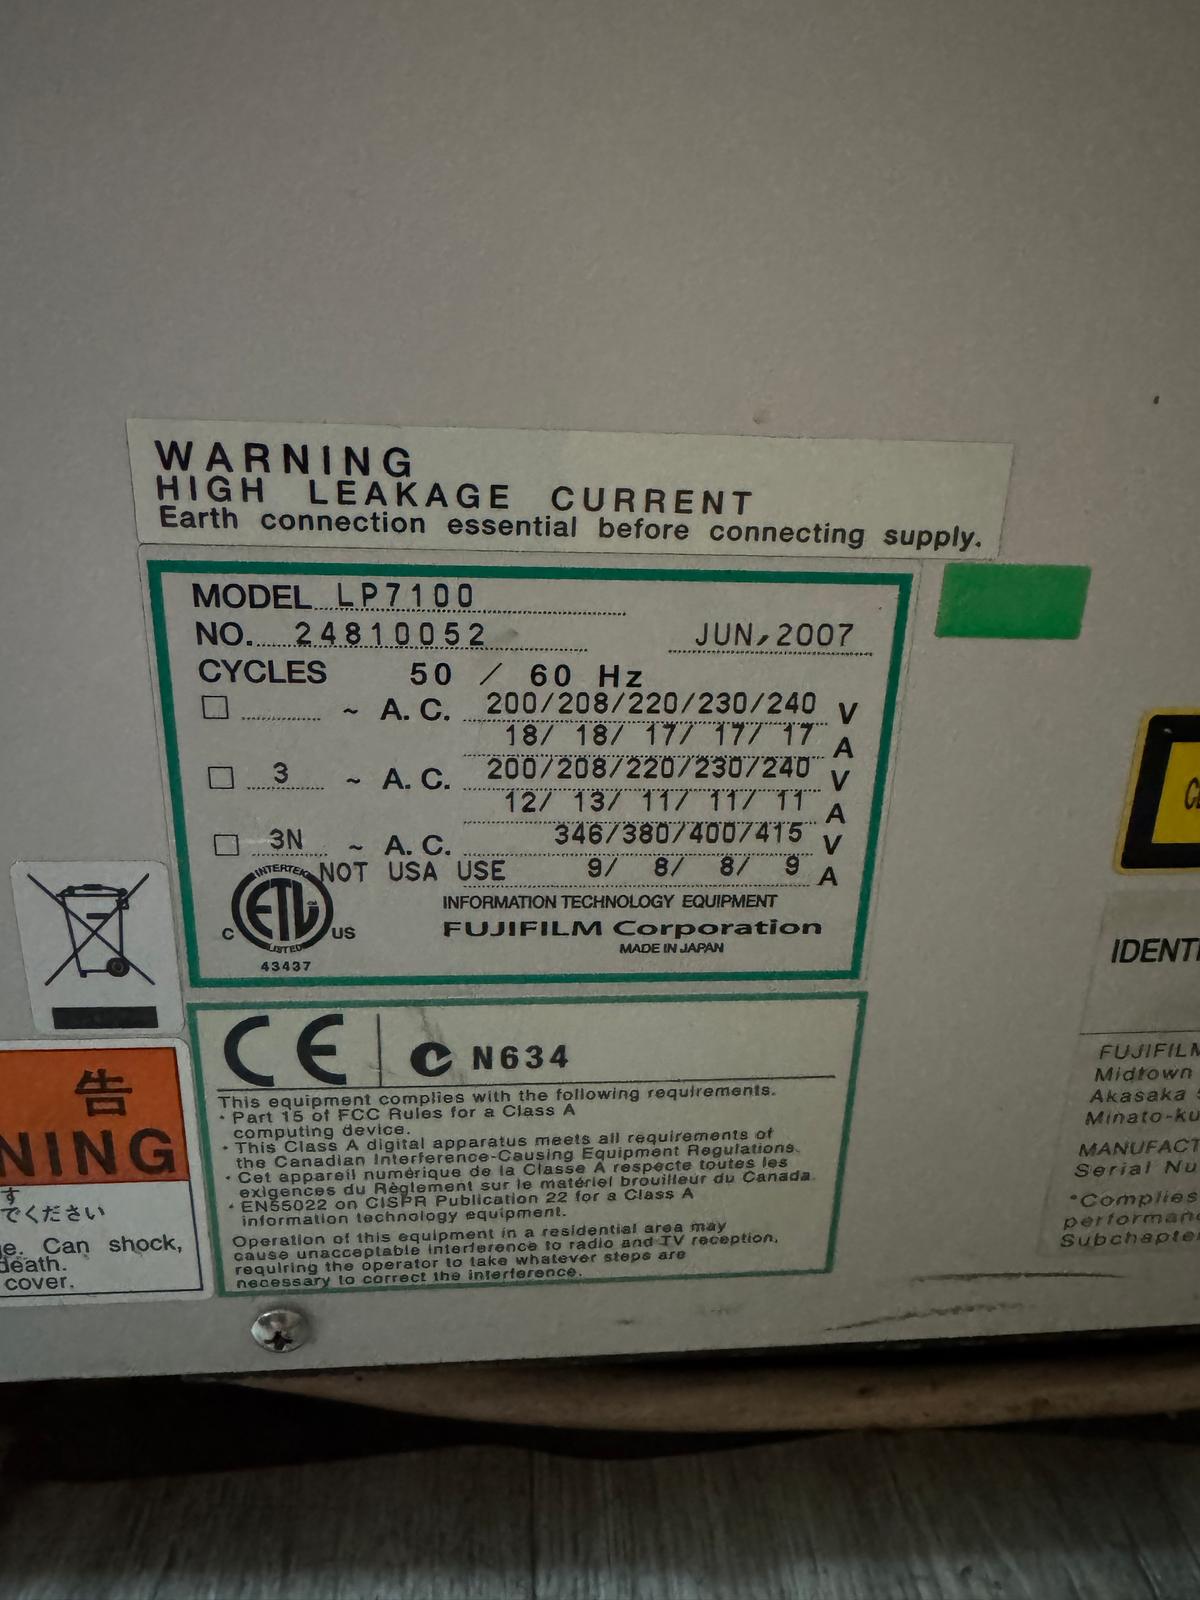 WARNING
HIGH LEAKAGE CURRENT
Earth connection essential before connecting supply.
MODEL LP7100
NO. 24810052 JUN,2007
CYCLES 50 / 60 Hz
~ A.C. 200/208/220/230/240 V
18/ 18/ 17/ 17/ 17 A
3 ~ A.C. 200/208/220/230/240 V
12/ 13/ 11/ 11/ 11 A
3N ~ A.C. 346/380/400/415 V
NOT USA USE 9/ 8/ 8/ 9 A
INTERTEK
ETL
C US
LISTED
43437
INFORMATION TECHNOLOGY EQUIPMENT
FUJIFILM Corporation
MADE IN JAPAN
CE N634
This equipment complies with the following requirements.
· Part 15 of FCC Rules for a Class A
computing device.
· This Class A digital apparatus meets all requirements of
the Canadian Interference-Causing Equipment Regulations.
· Cet appareil numérique de la Classe A respecte toutes les
exigences du Règlement sur le matériel brouilleur du Canada.
· EN55022 on CISPR Publication 22 for a Class A
information technology equipment.
Operation of this equipment in a residential area may
cause unacceptable interference to radio and TV reception,
requiring the operator to take whatever steps are
necessary to correct the interference.
告
NING
す
でください
e. Can shock,
death.
cover.
IDENTI
FUJIFILM
Midtown
Akasaka
Minato-ku
MANUFACT
Serial Nu
*Complies
performan
Subchapter